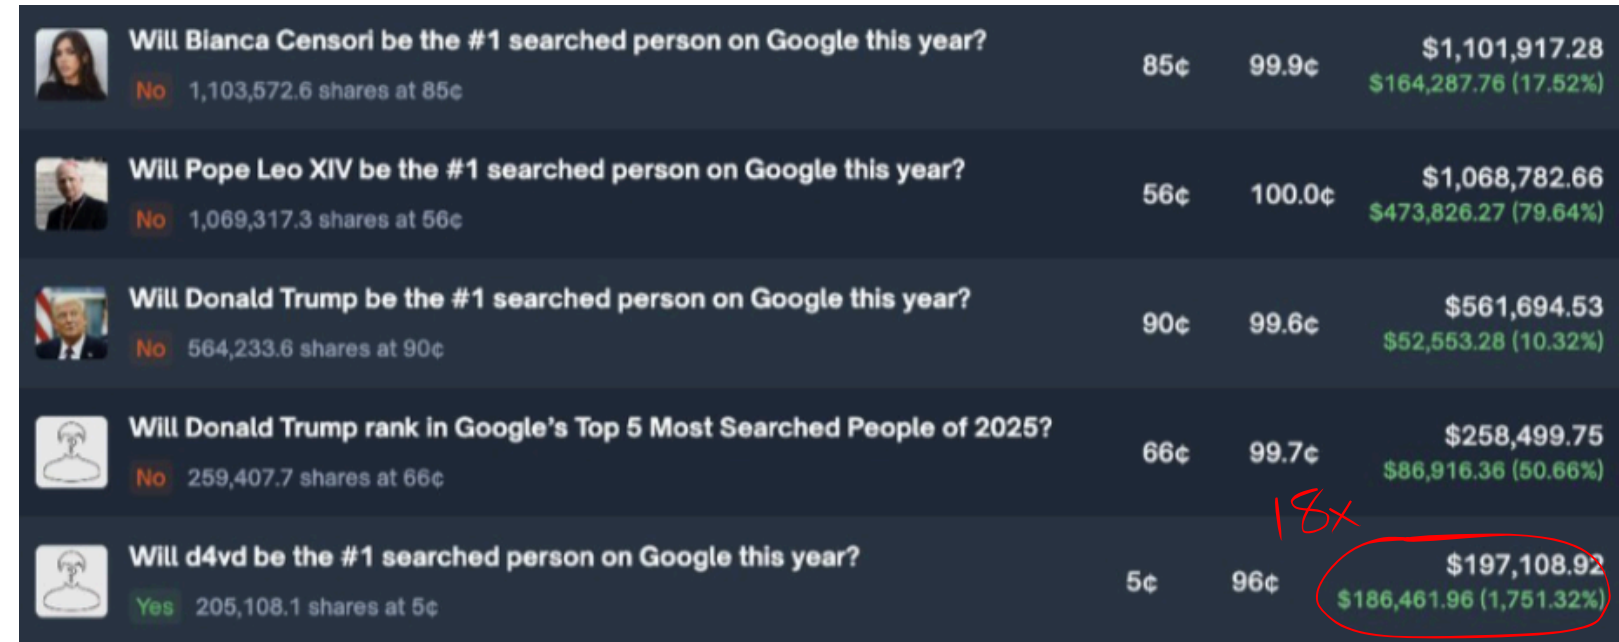 Will Bianca Censori be the #1 searched person on Google this year?
No 1,103,572.6 shares at 85¢
85¢ 99.9¢
$1,101,917.28
$164,287.76 (17.52%)
Will Pope Leo XIV be the #1 searched person on Google this year?
No 1,069,317.3 shares at 56¢
56¢ 100.0¢
$1,068,782.66
$473,826.27 (79.64%)
Will Donald Trump be the #1 searched person on Google this year?
No 564,233.6 shares at 90¢
90¢ 99.6¢
$561,694.53
$52,553.28 (10.32%)
Will Donald Trump rank in Google's Top 5 Most Searched People of 2025?
No 259,407.7 shares at 66¢
66¢ 99.7¢
$258,499.75
$86,916.36 (50.66%)
18x
Will d4vd be the #1 searched person on Google this year?
Yes 205,108.1 shares at 5¢
5¢ 96¢
$197,108.92
$186,461.96 (1,751.32%)